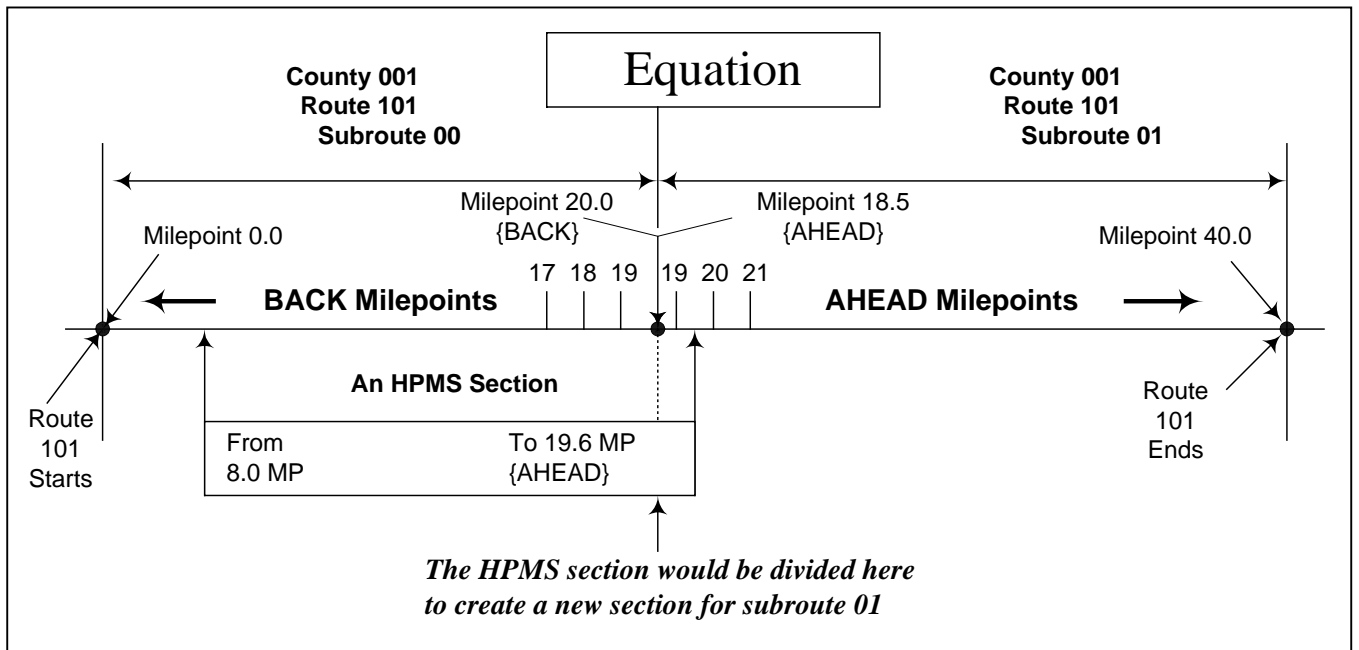 Equation
County 001
Route 101
Subroute 00
County 001
Route 101
Subroute 01
Milepoint 20.0
{BACK}
Milepoint 18.5
{AHEAD}
Milepoint 0.0
Milepoint 40.0
17 18 19 19 20 21
BACK Milepoints
AHEAD Milepoints
An HPMS Section
Route
101
Starts
From
8.0 MP
To 19.6 MP
{AHEAD}
Route
101
Ends
The HPMS section would be divided here
to create a new section for subroute 01